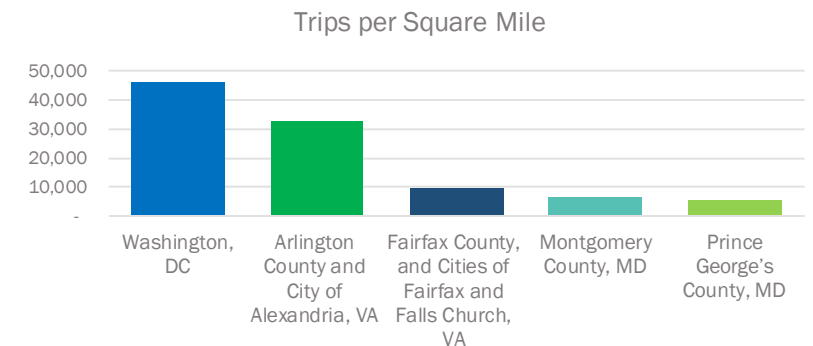 Trips per Square Mile
50,000
40,000
30,000
20,000
10,000
-
Washington,
DC
Arlington
County and
City of
Alexandria, VA
Fairfax County,
and Cities of
Fairfax and
Falls Church,
VA
Montgomery
County, MD
Prince
George’s
County, MD